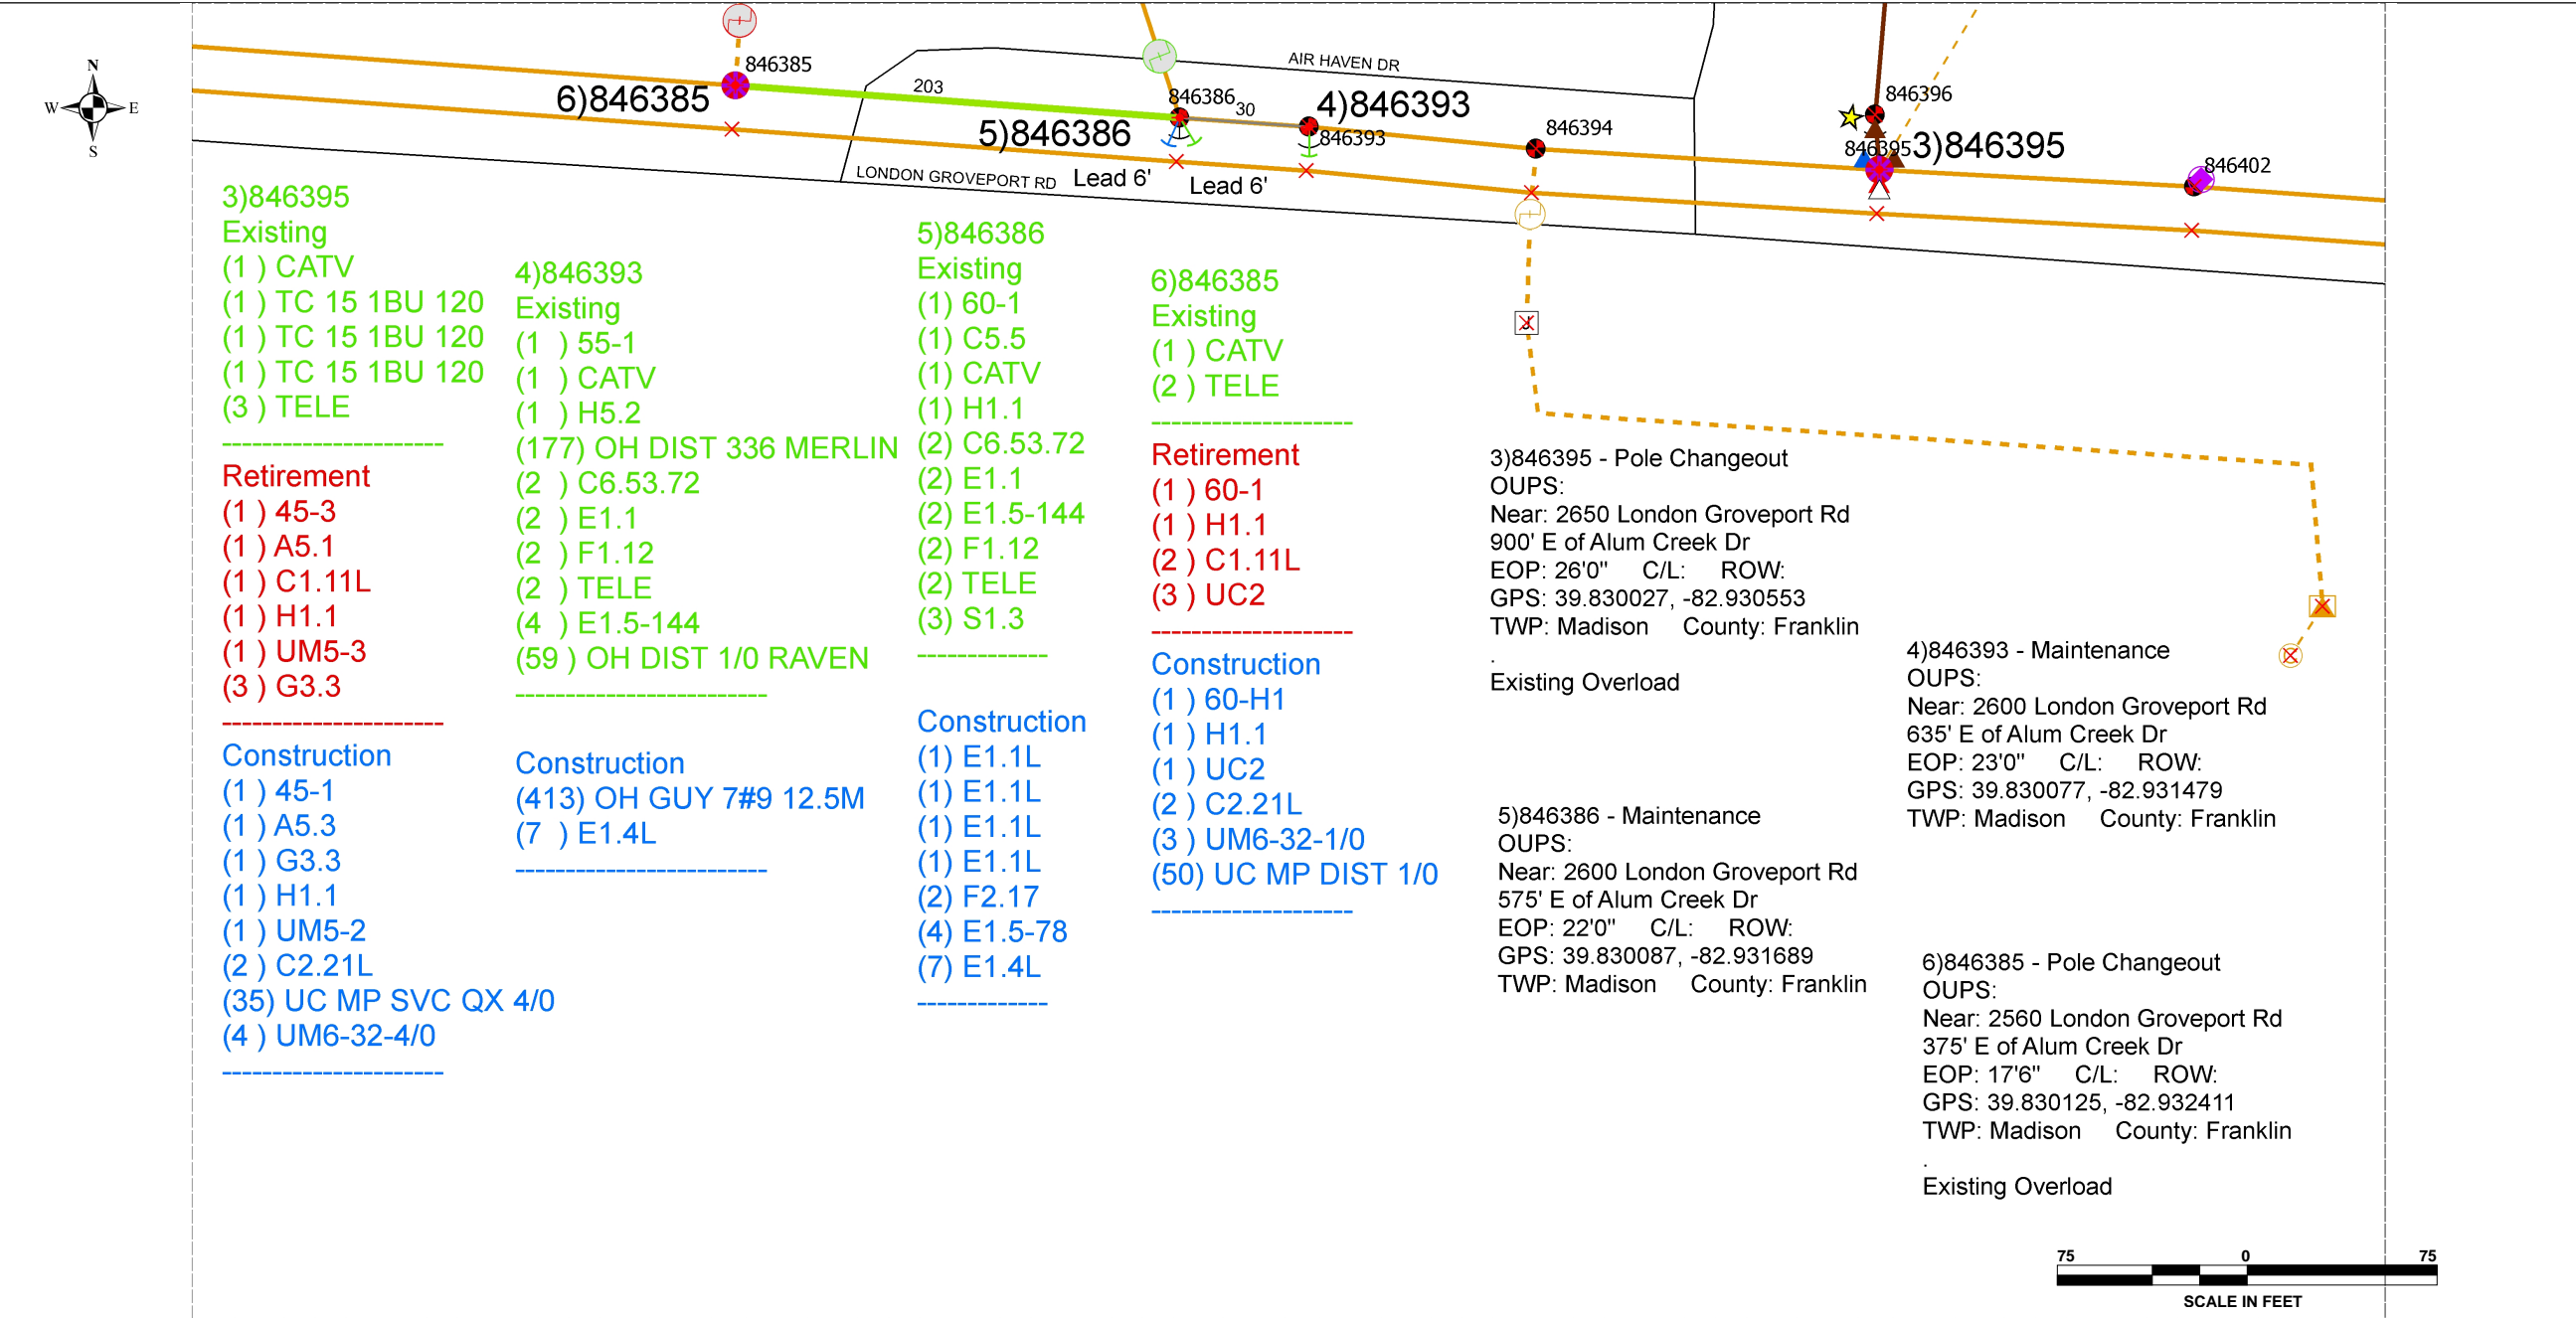 N
W
E
S
846385
6)846385
203
846386
30
5)846386
4)846393
846393
AIR HAVEN DR
846394
846396
846395
3)846395
846402
LONDON GROVEPORT RD
Lead 6'
Lead 6'
3)846395
Existing
(1 ) CATV
(1 ) TC 15 1BU 120
(1 ) TC 15 1BU 120
(1 ) TC 15 1BU 120
(3 ) TELE
----------------------
Retirement
(1 ) 45-3
(1 ) A5.1
(1 ) C1.11L
(1 ) H1.1
(1 ) UM5-3
(3 ) G3.3
----------------------
Construction
(1 ) 45-1
(1 ) A5.3
(1 ) G3.3
(1 ) H1.1
(1 ) UM5-2
(2 ) C2.21L
(35) UC MP SVC QX 4/0
(4 ) UM6-32-4/0
----------------------
4)846393
Existing
(1 ) 55-1
(1 ) CATV
(1 ) H5.2
(177) OH DIST 336 MERLIN
(2 ) C6.53.72
(2 ) E1.1
(2 ) F1.12
(2 ) TELE
(4 ) E1.5-144
(59 ) OH DIST 1/0 RAVEN
-------------------------
Construction
(413) OH GUY 7#9 12.5M
(7 ) E1.4L
-------------------------
5)846386
Existing
(1) 60-1
(1) C5.5
(1) CATV
(1) H1.1
(2) C6.53.72
(2) E1.1
(2) E1.5-144
(2) F1.12
(2) TELE
(3) S1.3
-------------
Construction
(1) E1.1L
(1) E1.1L
(1) E1.1L
(1) E1.1L
(2) F2.17
(4) E1.5-78
(7) E1.4L
-------------
6)846385
Existing
(1 ) CATV
(2 ) TELE
--------------------
Retirement
(1 ) 60-1
(1 ) H1.1
(2 ) C1.11L
(3 ) UC2
--------------------
Construction
(1 ) 60-H1
(1 ) H1.1
(1 ) UC2
(2 ) C2.21L
(3 ) UM6-32-1/0
(50) UC MP DIST 1/0
--------------------
3)846395 - Pole Changeout
OUPS:
Near: 2650 London Groveport Rd
900' E of Alum Creek Dr
EOP: 26'0" C/L: ROW:
GPS: 39.830027, -82.930553
TWP: Madison County: Franklin
.
Existing Overload
4)846393 - Maintenance
OUPS:
Near: 2600 London Groveport Rd
635' E of Alum Creek Dr
EOP: 23'0" C/L: ROW:
GPS: 39.830077, -82.931479
TWP: Madison County: Franklin
5)846386 - Maintenance
OUPS:
Near: 2600 London Groveport Rd
575' E of Alum Creek Dr
EOP: 22'0" C/L: ROW:
GPS: 39.830087, -82.931689
TWP: Madison County: Franklin
6)846385 - Pole Changeout
OUPS:
Near: 2560 London Groveport Rd
375' E of Alum Creek Dr
EOP: 17'6" C/L: ROW:
GPS: 39.830125, -82.932411
TWP: Madison County: Franklin
.
Existing Overload
75 0 75
SCALE IN FEET